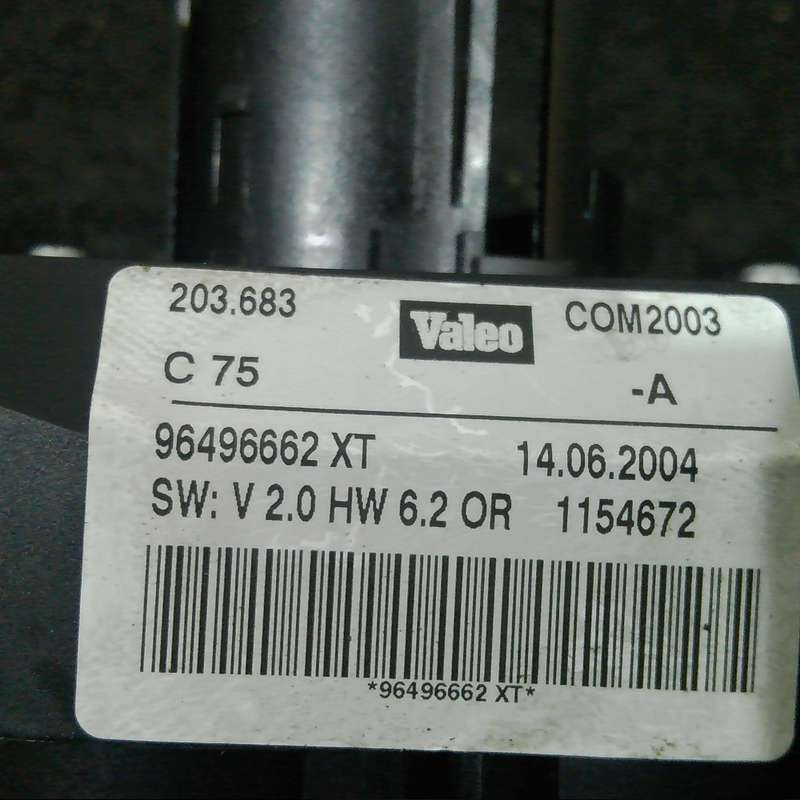 203.683 Valeo COM2003
C 75 -A
96496662 XT 14.06.2004
SW: V 2.0 HW 6.2 OR 1154672
*96496662 XT*